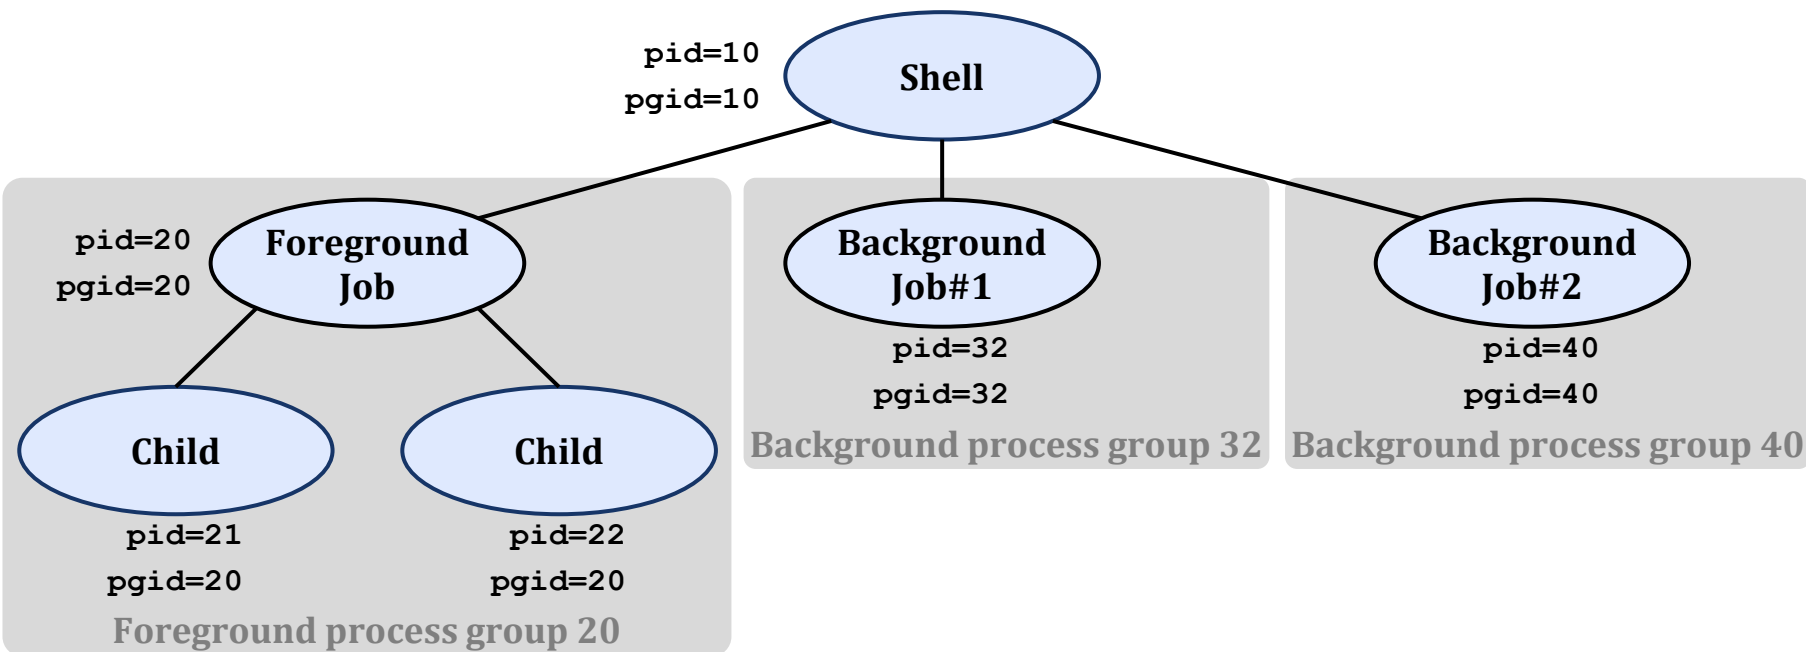 pid=10
pgid=10
Shell
pid=20
pgid=20
Foreground
Job
Background
Job#1
Background
Job#2
pid=32
pgid=32
pid=40
pgid=40
Child
Child
Background process group 32
Background process group 40
pid=21
pgid=20
pid=22
pgid=20
Foreground process group 20